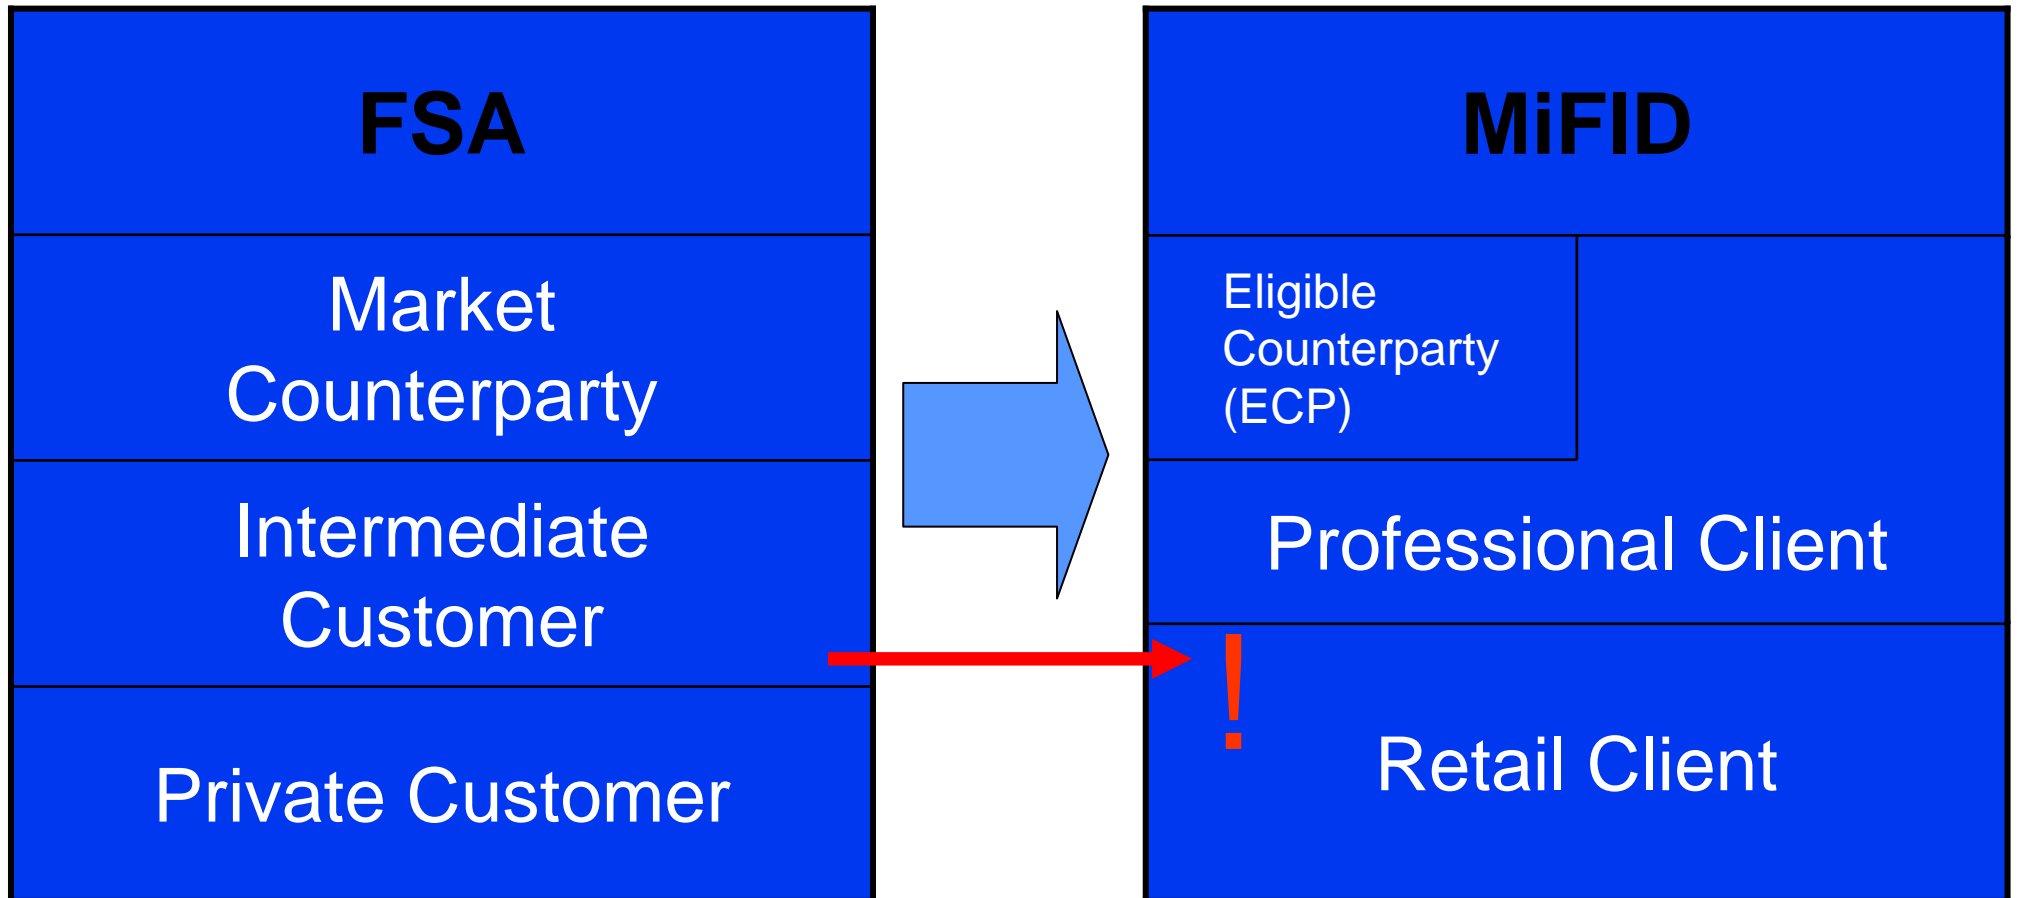 FSA
Market
Counterparty
Intermediate
Customer
Private Customer
MiFID
Eligible
Counterparty
(ECP)
Professional Client
!
Retail Client